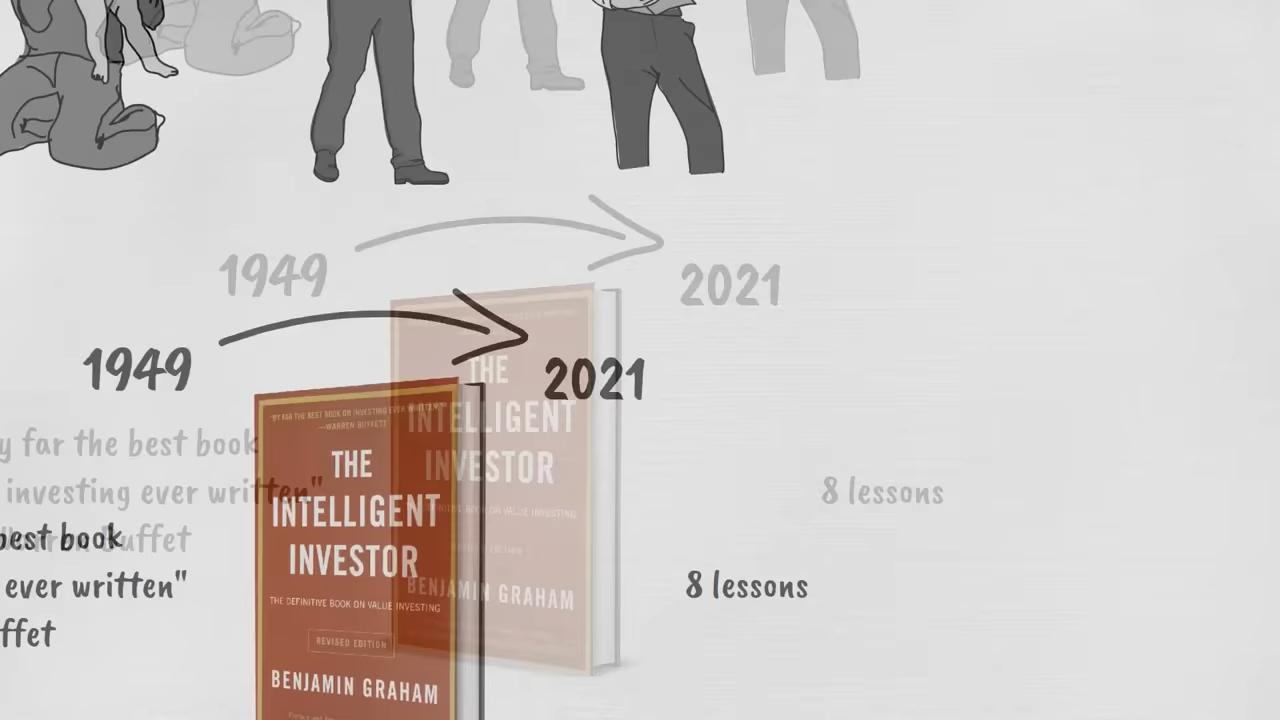 1949
2021
1949
2021
y far the best book
investing ever written"
Buffet
8 lessons
THE
INTELLIGENT
INVESTOR
BENJAMIN GRAHAM
best book
ever written"
ffet
8 lessons
"BY FAR THE BEST BOOK ON INVESTING EVER WRITTEN"
—WARREN BUFFETT
THE
INTELLIGENT
INVESTOR
THE DEFINITIVE BOOK ON VALUE INVESTING
REVISED EDITION
BENJAMIN GRAHAM